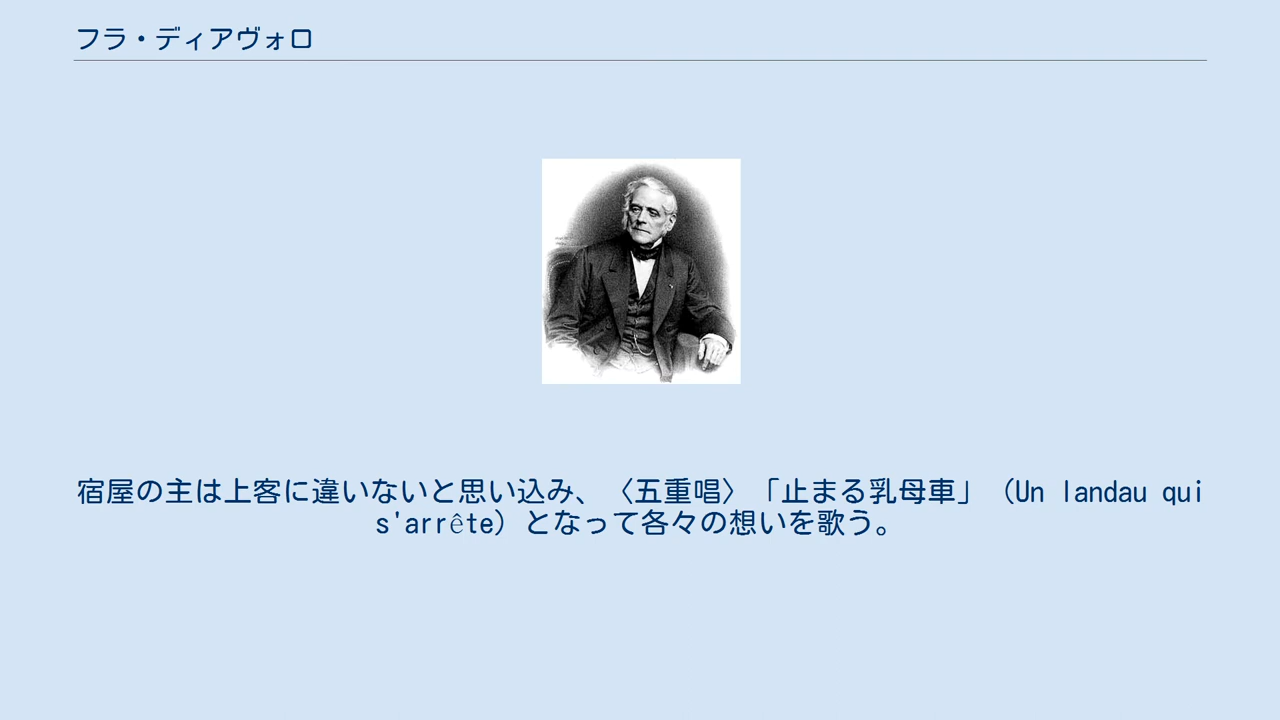 フラ・ディアヴォロ
宿屋の主は上客に違いないと思い込み、〈五重唱〉「止まる乳母車」（Un landau qui
s'arrête）となって各々の想いを歌う。